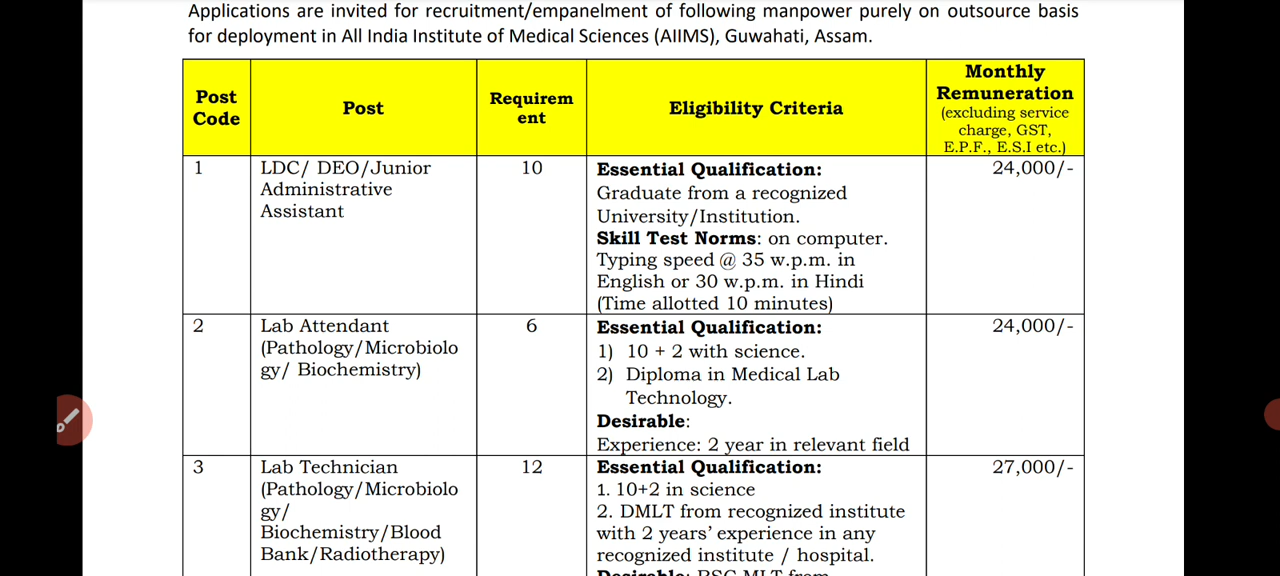 Applications are invited for recruitment/empanelment of following manpower purely on outsource basis
for deployment in All India Institute of Medical Sciences (AIIMS), Guwahati, Assam.
Post
Code
Post
Requirem
ent
Eligibility Criteria
Monthly
Remuneration
(excluding service
charge, GST,
E.P.F., E.S.I etc.)
1
LDC/ DEO/Junior
Administrative
Assistant
10
Essential Qualification:
Graduate from a recognized
University/Institution.
Skill Test Norms: on computer.
Typing speed @ 35 w.p.m. in
English or 30 w.p.m. in Hindi
(Time allotted 10 minutes)
24,000/-
2
Lab Attendant
(Pathology/Microbiolo
gy/ Biochemistry)
6
Essential Qualification:
1) 10 + 2 with science.
2) Diploma in Medical Lab
Technology.
Desirable:
Experience: 2 year in relevant field
24,000/-
3
Lab Technician
(Pathology/Microbiolo
gy/
Biochemistry/Blood
Bank/Radiotherapy)
12
Essential Qualification:
1. 10+2 in science
2. DMLT from recognized institute
with 2 years’ experience in any
recognized institute / hospital.
Desirable: BSC MLT from
27,000/-